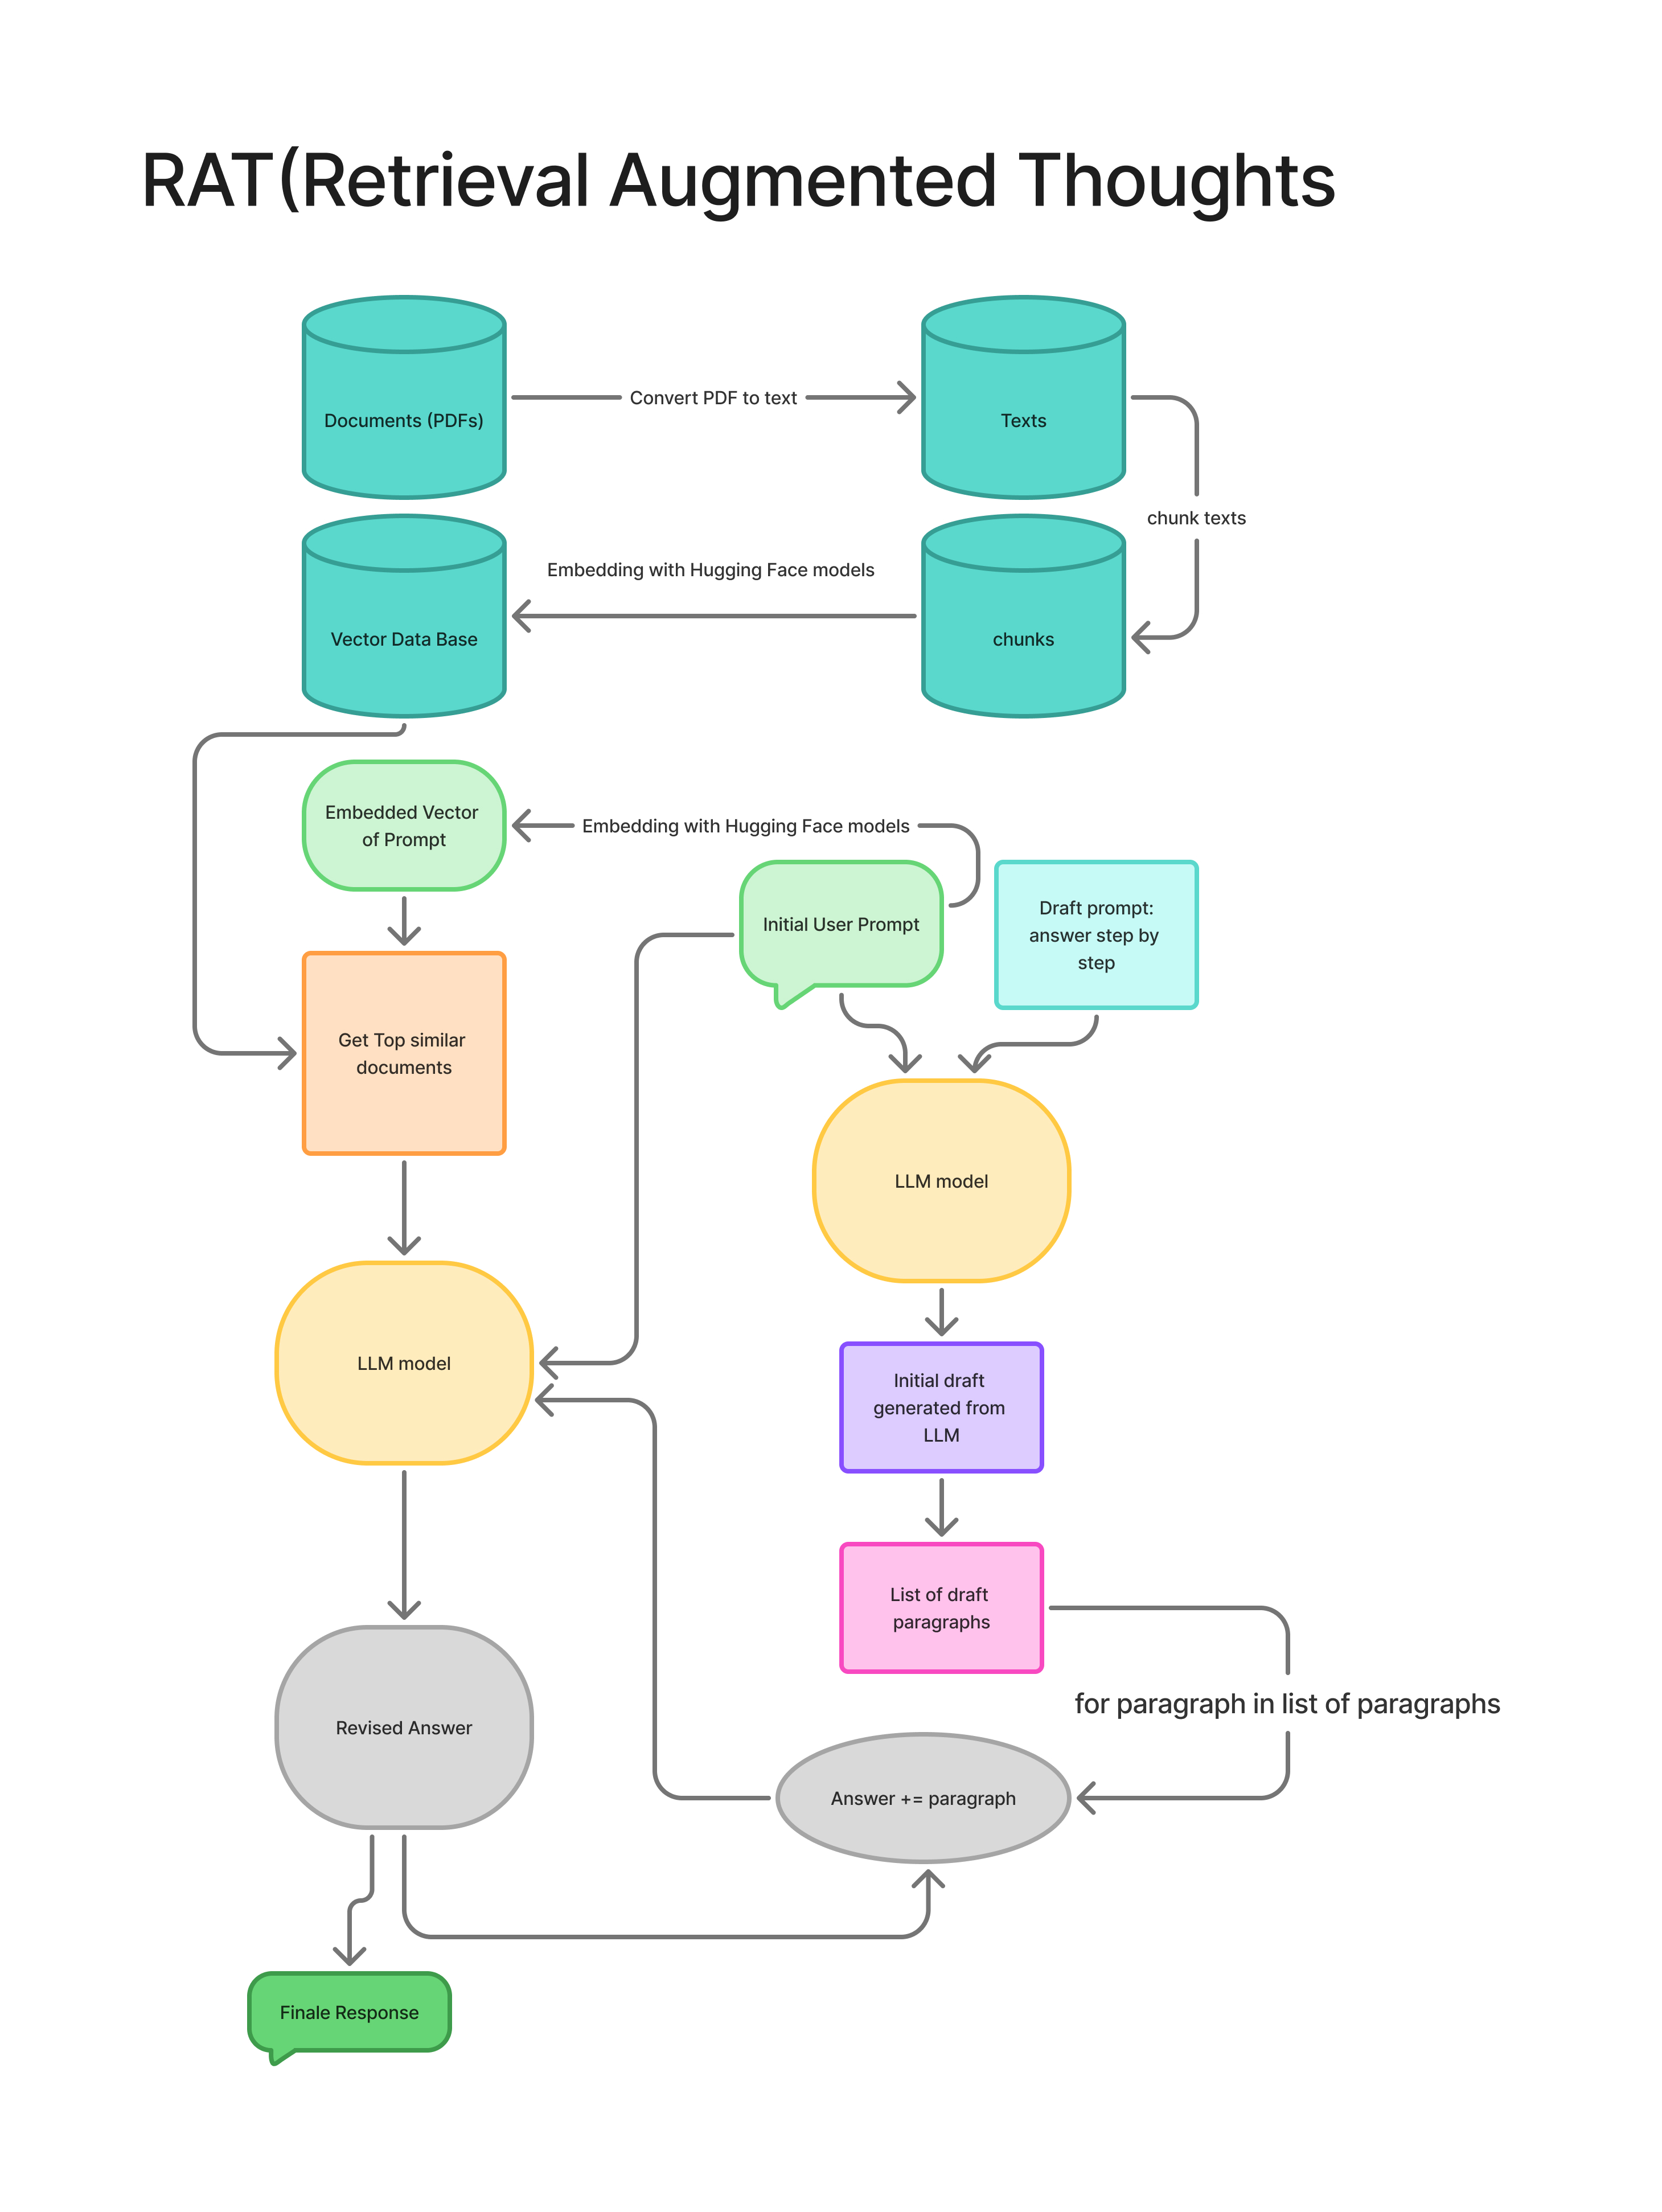 RAT(Retrieval Augmented Thoughts
Documents (PDFs)
Convert PDF to text
Texts
chunk texts
Embedding with Hugging Face models
Vector Data Base
chunks
Embedded Vector
of Prompt
Embedding with Hugging Face models
Initial User Prompt
Draft prompt:
answer step by
step
Get Top similar
documents
LLM model
LLM model
Initial draft
generated from
LLM
List of draft
paragraphs
for paragraph in list of paragraphs
Revised Answer
Answer += paragraph
Finale Response